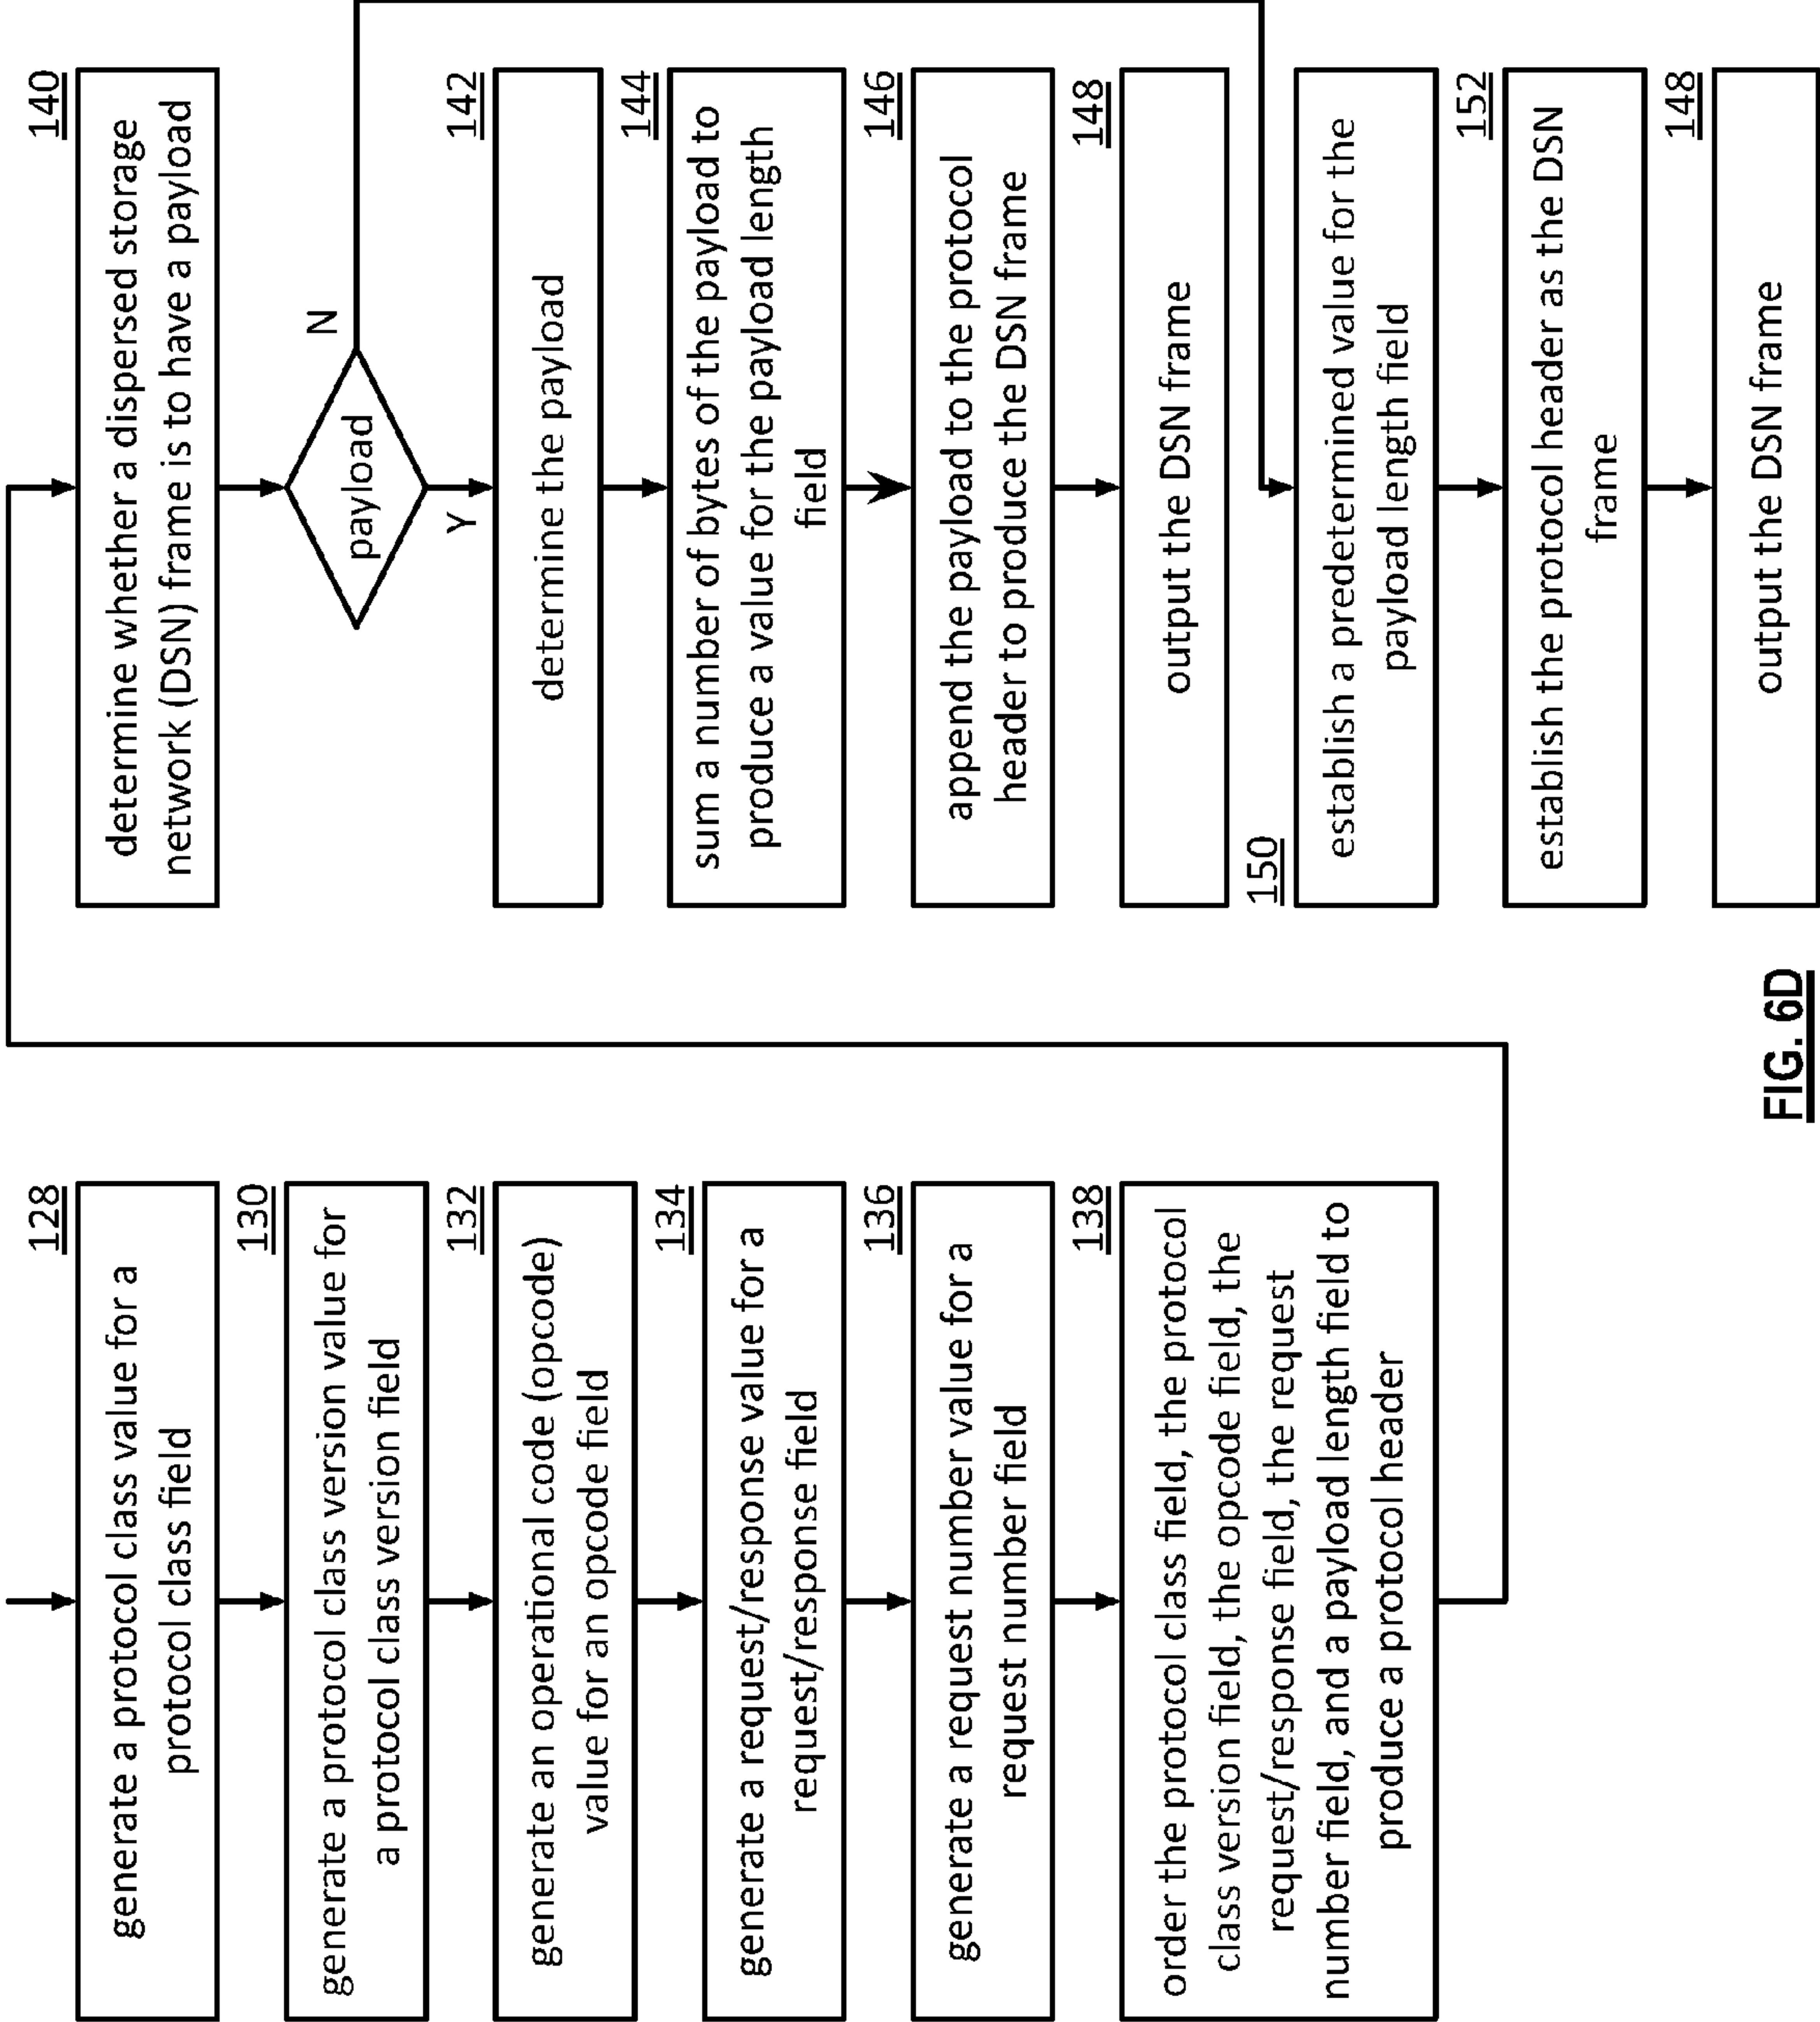 128
generate a protocol class value for a
protocol class field
130
generate a protocol class version value for
a protocol class version field
132
generate an operational code (opcode)
value for an opcode field
134
generate a request/response value for a
request/response field
136
generate a request number value for a
request number field
138
order the protocol class field, the protocol
class version field, the opcode field, the
request/response field, the request
number field, and a payload length field to
produce a protocol header
140
determine whether a dispersed storage
network (DSN) frame is to have a payload
payload
N
Y
142
determine the payload
144
sum a number of bytes of the payload to
produce a value for the payload length
field
146
append the payload to the protocol
header to produce the DSN frame
148
output the DSN frame
150
establish a predetermined value for the
payload length field
152
establish the protocol header as the DSN
frame
148
output the DSN frame
FIG. 6D